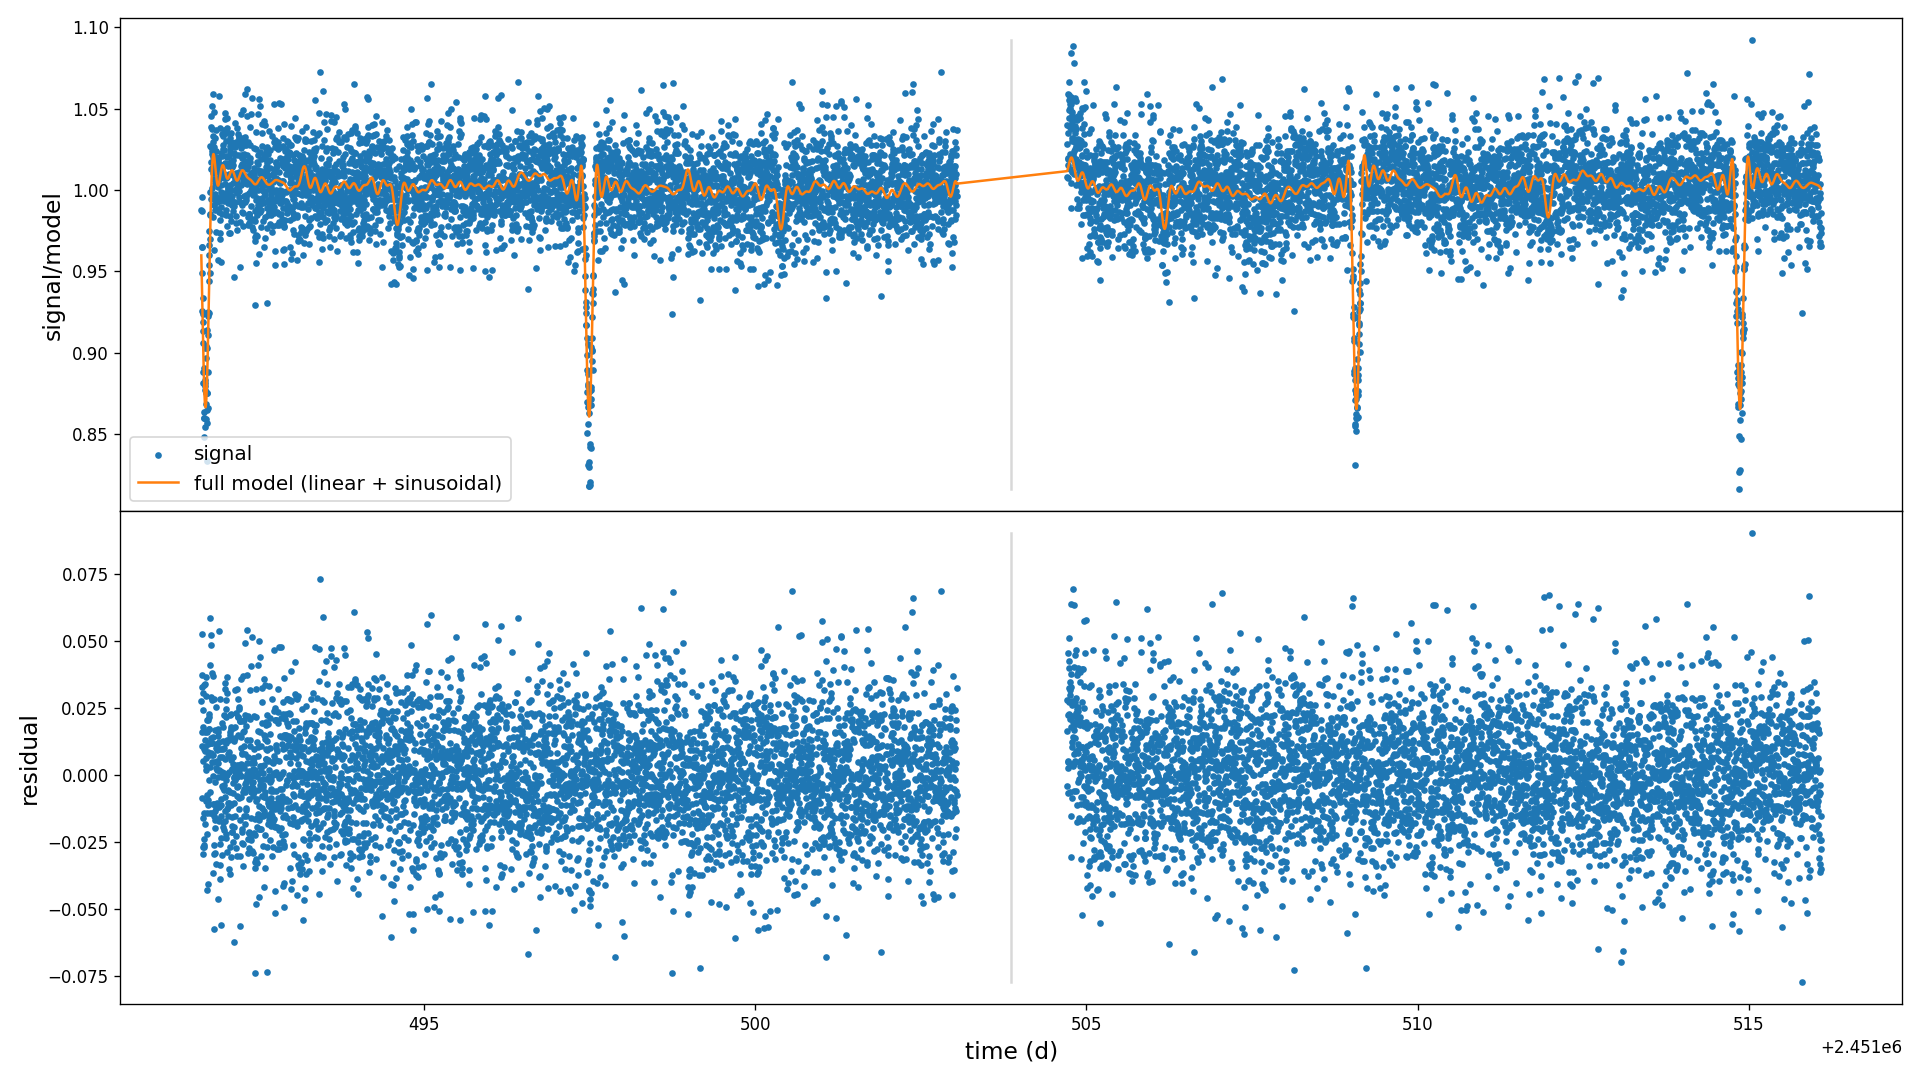 1.10
1.05
1.00
0.95
0.90
0.85
signal/model
signal
full model (linear + sinusoidal)
0.075
0.050
0.025
0.000
−0.025
−0.050
−0.075
residual
495 500 505 510 515
time (d)
+2.451e6